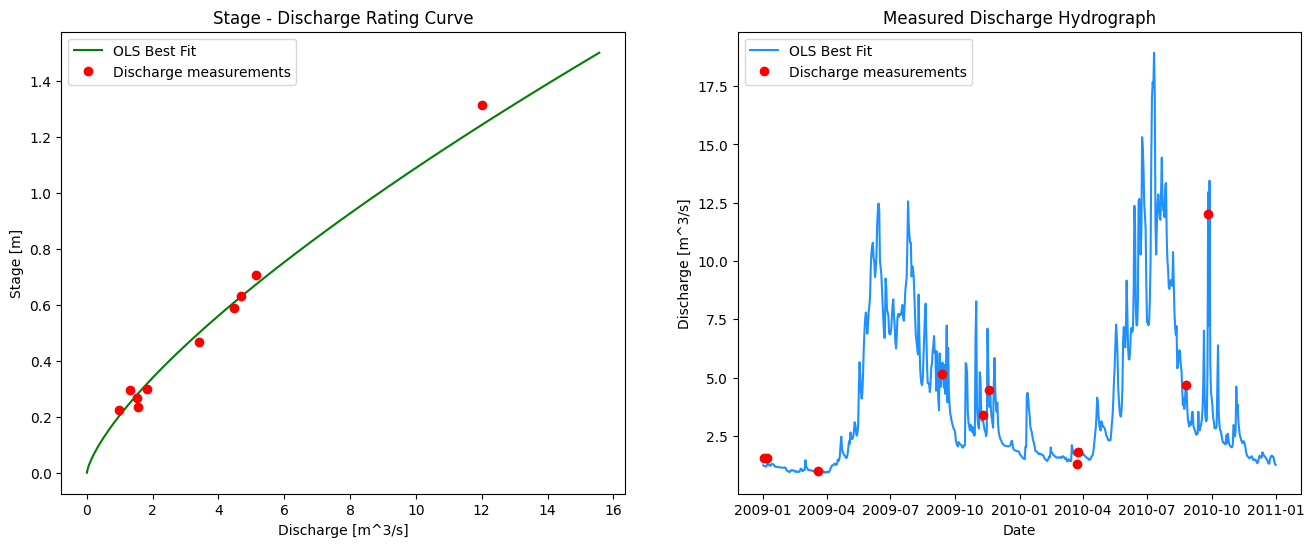 Stage - Discharge Rating Curve
OLS Best Fit
Discharge measurements
Stage [m]
1.4
1.2
1.0
0.8
0.6
0.4
0.2
0.0
0 2 4 6 8 10 12 14 16
Discharge [m^3/s]
Measured Discharge Hydrograph
OLS Best Fit
Discharge measurements
Discharge [m^3/s]
17.5
15.0
12.5
10.0
7.5
5.0
2.5
2009-01 2009-04 2009-07 2009-10 2010-01 2010-04 2010-07 2010-10 2011-01
Date